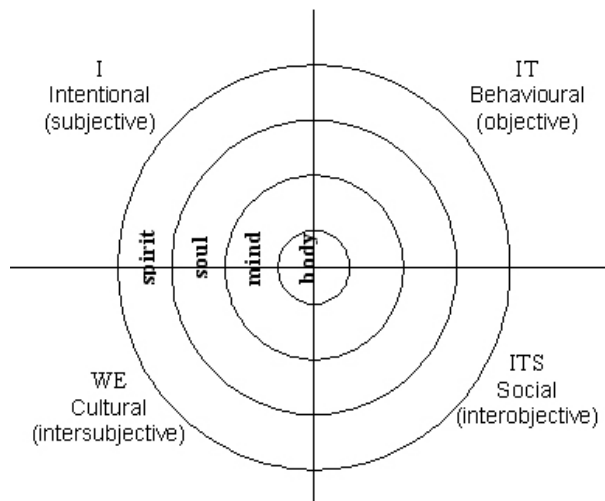 I
Intentional
(subjective)
IT
Behavioural
(objective)
spirit
soul
mind
body
WE
Cultural
(intersubjective)
ITS
Social
(interobjective)